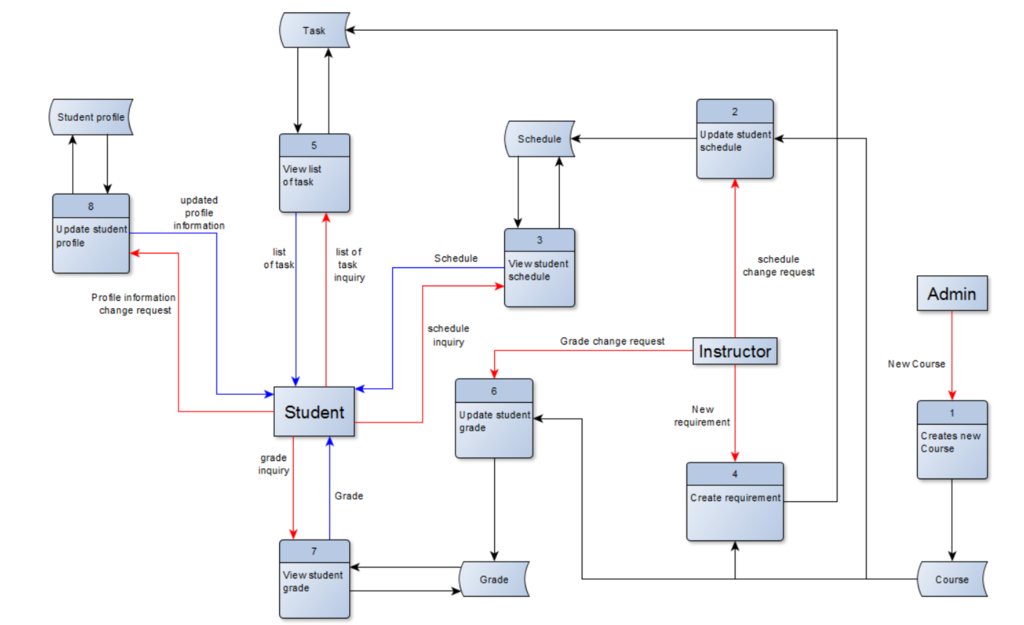 Task
Student profile
2
Update student
schedule
Schedule
5
View list
of task
8
Update student
profile
updated
profile
information
3
View student
schedule
list
of task
list of
task
inquiry
Schedule
schedule
change request
Admin
Profile information
change request
schedule
inquiry
Grade change request
Instructor
New Course
6
Update student
grade
Student
New
requirement
1
Creates new
Course
grade
inquiry
Grade
4
Create requirement
7
View student
grade
Grade
Course